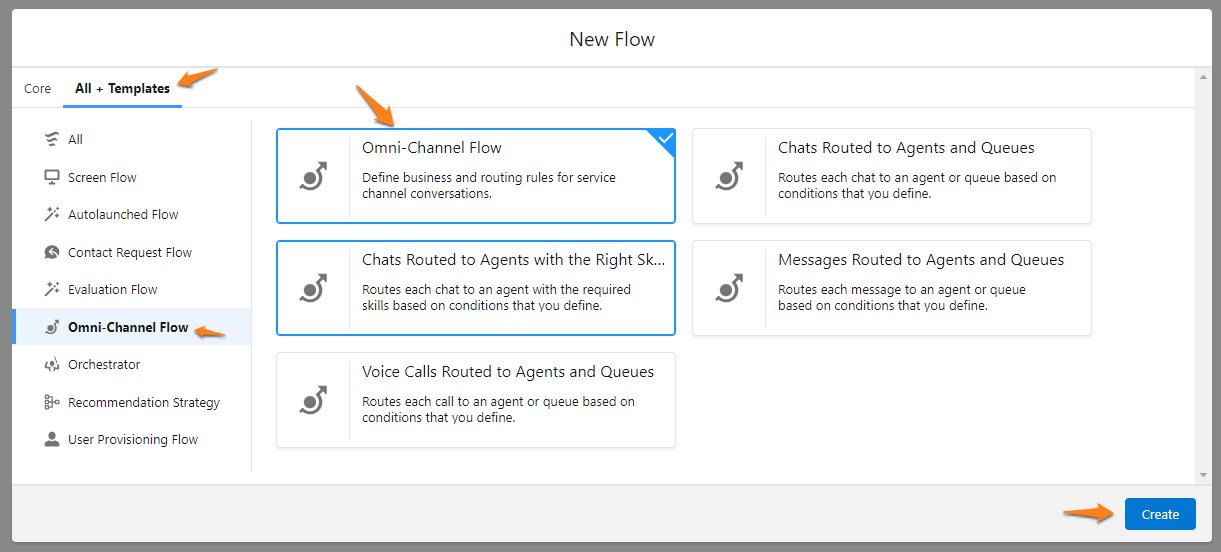 New Flow
Core
All + Templates
All
Screen Flow
Autolaunched Flow
Contact Request Flow
Evaluation Flow
Omni-Channel Flow
Orchestrator
Recommendation Strategy
User Provisioning Flow
Omni-Channel Flow
Define business and routing rules for service
channel conversations.
Chats Routed to Agents and Queues
Routes each chat to an agent or queue based on
conditions that you define.
Chats Routed to Agents with the Right Sk...
Routes each chat to an agent with the required
skills based on conditions that you define.
Messages Routed to Agents and Queues
Routes each message to an agent or queue
based on conditions that you define.
Voice Calls Routed to Agents and Queues
Routes each call to an agent or queue based on
conditions that you define.
Create